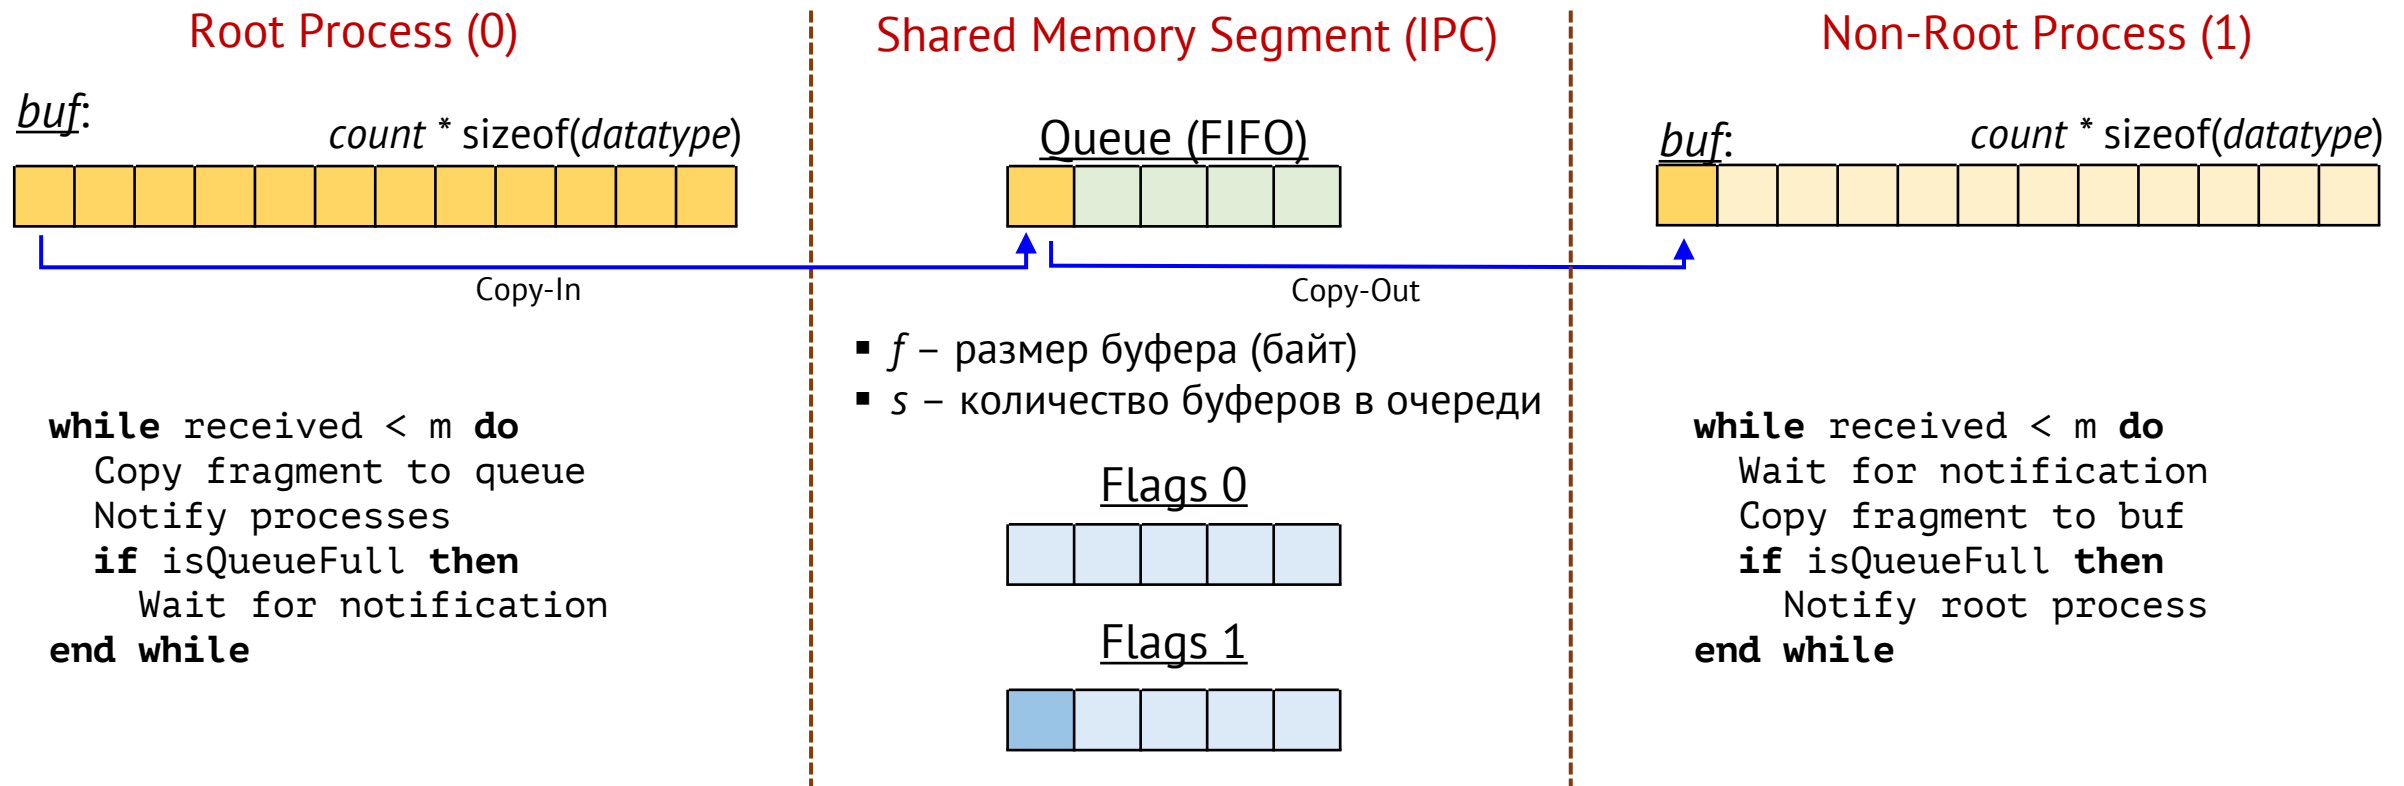 Root Process (0)
buf:
count * sizeof(datatype)
Copy-In
while received < m do
Copy fragment to queue
Notify processes
if isQueueFull then
Wait for notification
end while
Shared Memory Segment (IPC)
Queue (FIFO)
Copy-Out
▪ f – размер буфера (байт)
▪ s – количество буферов в очереди
Flags 0
Flags 1
Non-Root Process (1)
buf:
count * sizeof(datatype)
while received < m do
Wait for notification
Copy fragment to buf
if isQueueFull then
Notify root process
end while